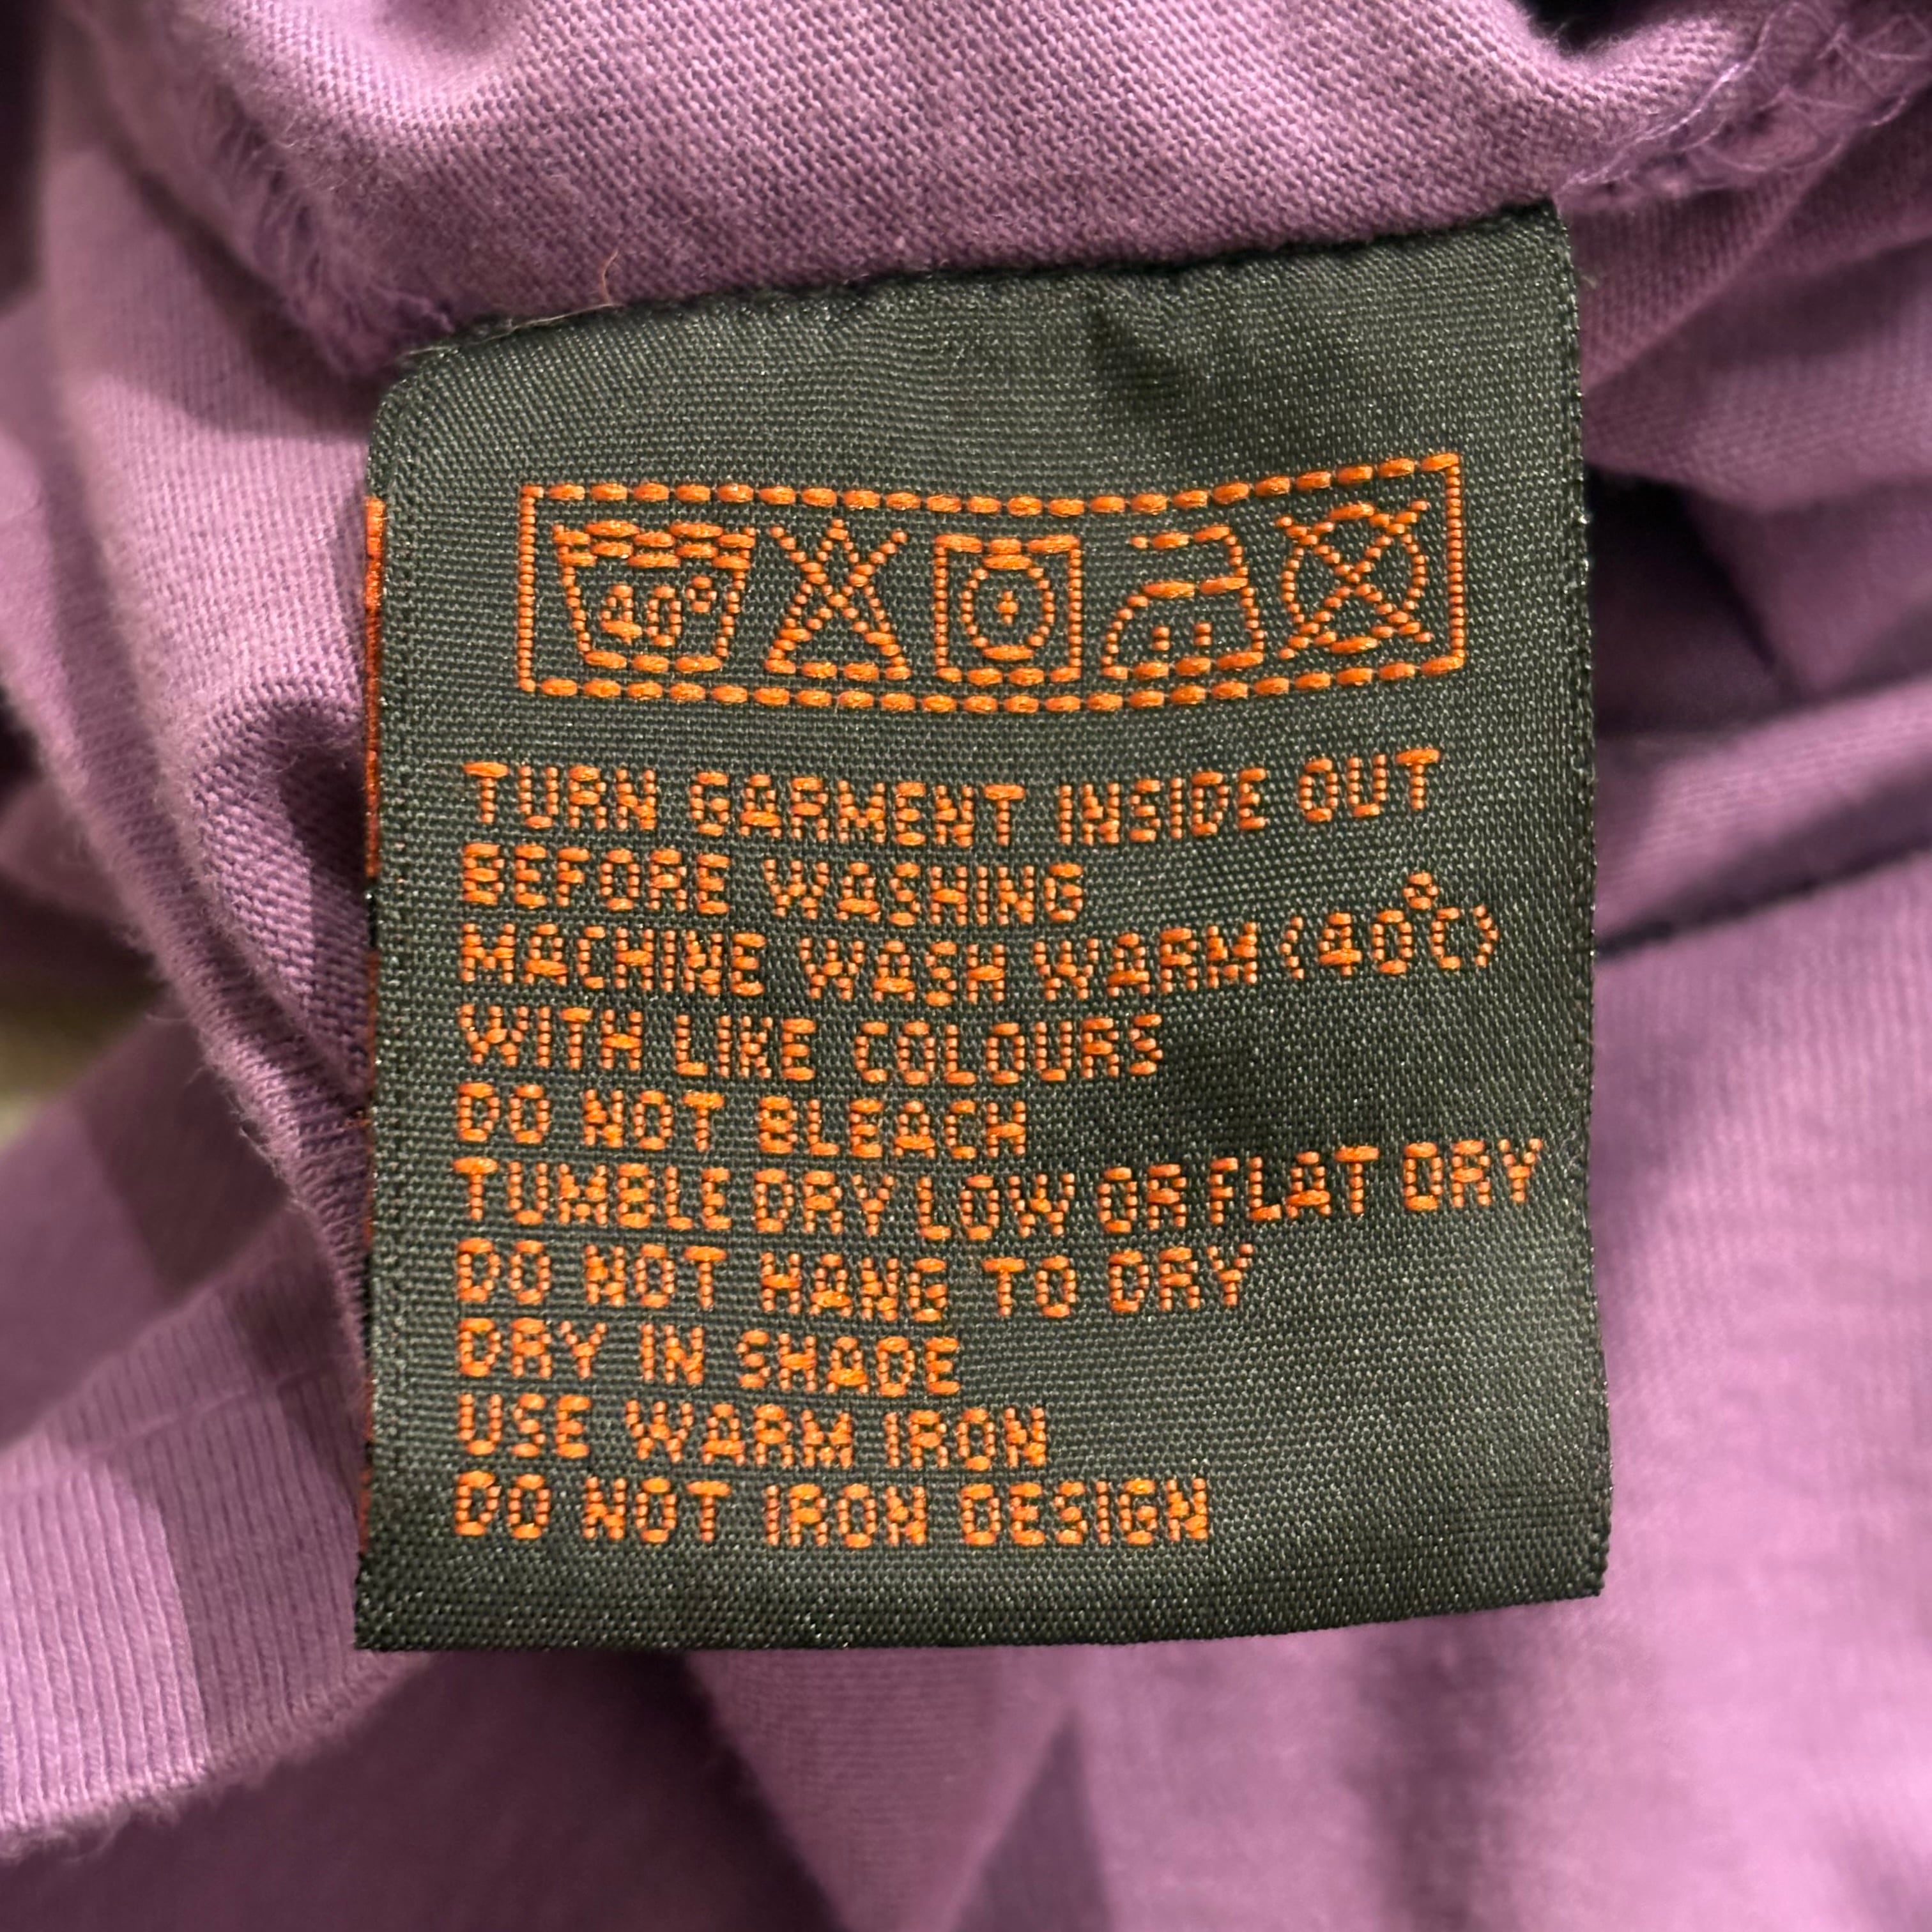 40°
TURN GARMENT INSIDE OUT
BEFORE WASHING
MACHINE WASH WARM (40°C)
WITH LIKE COLOURS
DO NOT BLEACH
TUMBLE DRY LOW OR FLAT DRY
DO NOT HANG TO DRY
DRY IN SHADE
USE WARM IRON
DO NOT IRON DESIGN